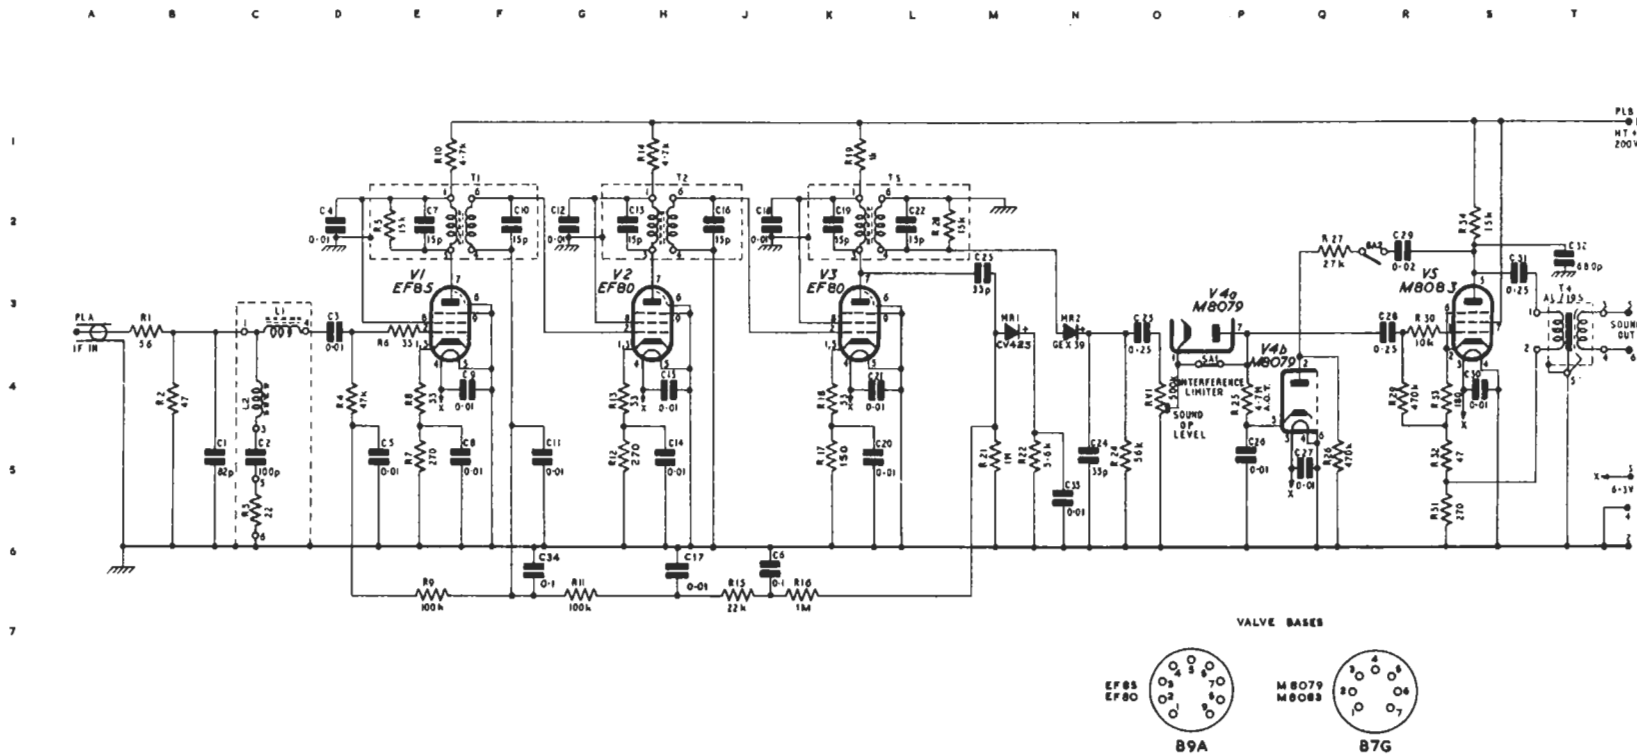 A B C D E F G H J K L M N O P Q R S T
1
2
3
4
5
6
7
PLB
HT +
200V
R10
4·7k
R14
4·7k
R19
1k
T1
T2
T3
C4
0·01
R5
15k
C7
15p
C10
15p
C12
0·01
C13
15p
C16
15p
C18
0·01
C19
15p
C22
R28
15k
R34
15k
R27
27k
SA2
C29
0·02
C32
680p
C31
0·25
V1
EF85
V2
EF80
V3
EF80
C23
33p
V4a
M8079
V4b
M8079
V5
M8083
T4
AL7195
SOUND
OUT
PLA
IF IN
R1
56
L1
C3
0·01
R6
33
MR1
CV425
MR2
GEX39
C25
0·25
SA1
INTERFERENCE
LIMITER
C28
0·25
R30
10k
R2
47
L2
R4
47k
R8
33
C9
0·01
R13
33
C15
0·01
R18
33
C21
0·01
RV1
500k
SOUND
OP
LEVEL
R25
4·7M
A.O.T.
R29
470k
R33
180
C30
0·01
C1
82p
C2
100p
R3
22
C5
0·01
R7
270
C8
0·01
C11
0·01
R12
270
C14
0·01
R17
150
C20
0·01
R21
1M
R22
5·6k
C33
0·01
C24
33p
R24
56k
C26
0·01
C27
0·01
R26
470k
R32
47
R31
270
X
6·3V
C34
0·1
C17
0·01
C6
0·1
R9
100k
R11
100k
R15
22k
R16
1M
VALVE BASES
EF85
EF80
M8079
M8083
B9A
B7G